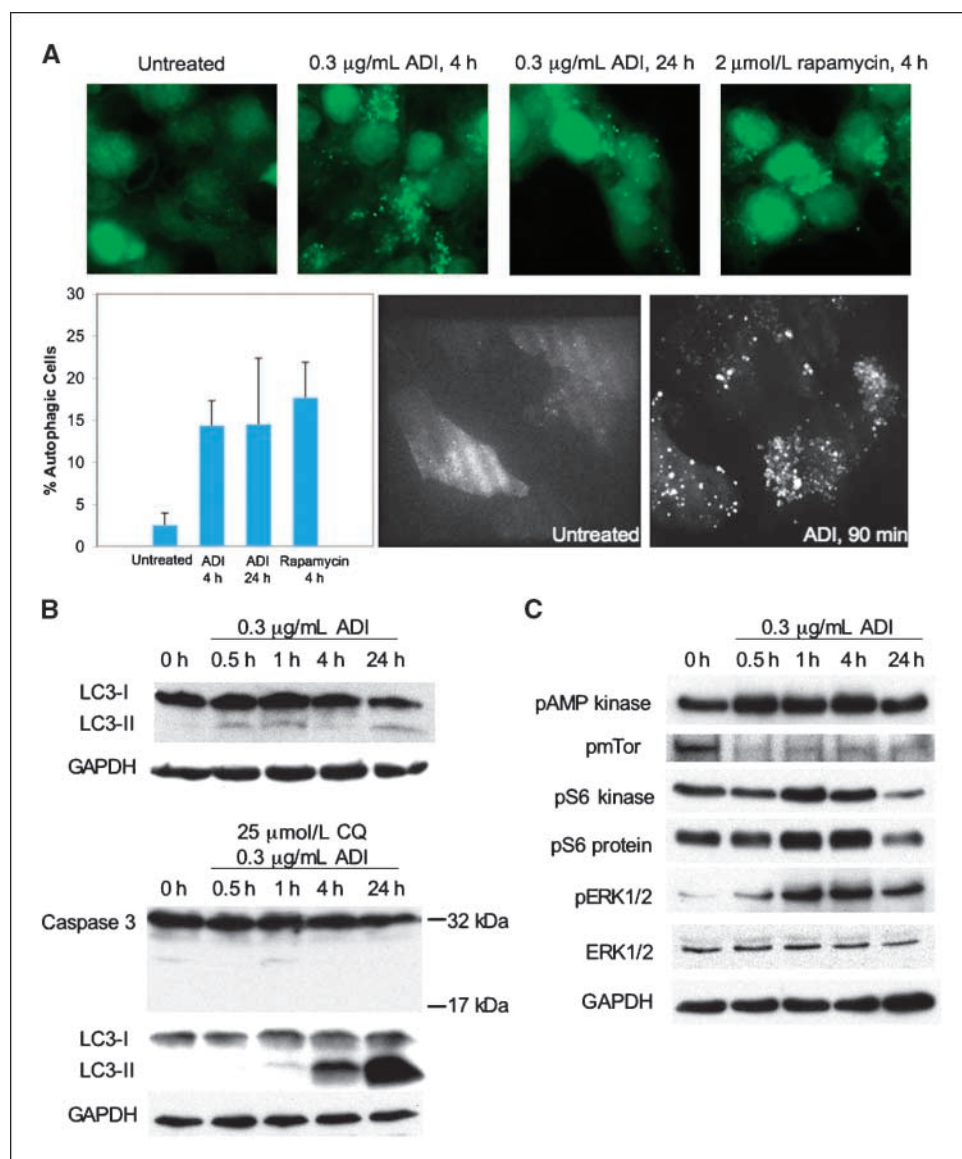 A
Untreated
0.3 μg/mL ADI, 4 h
0.3 μg/mL ADI, 24 h
2 μmol/L rapamycin, 4 h
% Autophagic Cells
30
25
20
15
10
5
0
Untreated
ADI 4 h
ADI 24 h
Rapamycin 4 h
Untreated
ADI, 90 min
B
0.3 μg/mL ADI
0 h 0.5 h 1 h 4 h 24 h
LC3-I
LC3-II
GAPDH
25 μmol/L CQ
0.3 μg/mL ADI
0 h 0.5 h 1 h 4 h 24 h
Caspase 3
32 kDa
17 kDa
LC3-I
LC3-II
GAPDH
C
0.3 μg/mL ADI
0 h 0.5 h 1 h 4 h 24 h
pAMP kinase
pmTor
pS6 kinase
pS6 protein
pERK1/2
ERK1/2
GAPDH